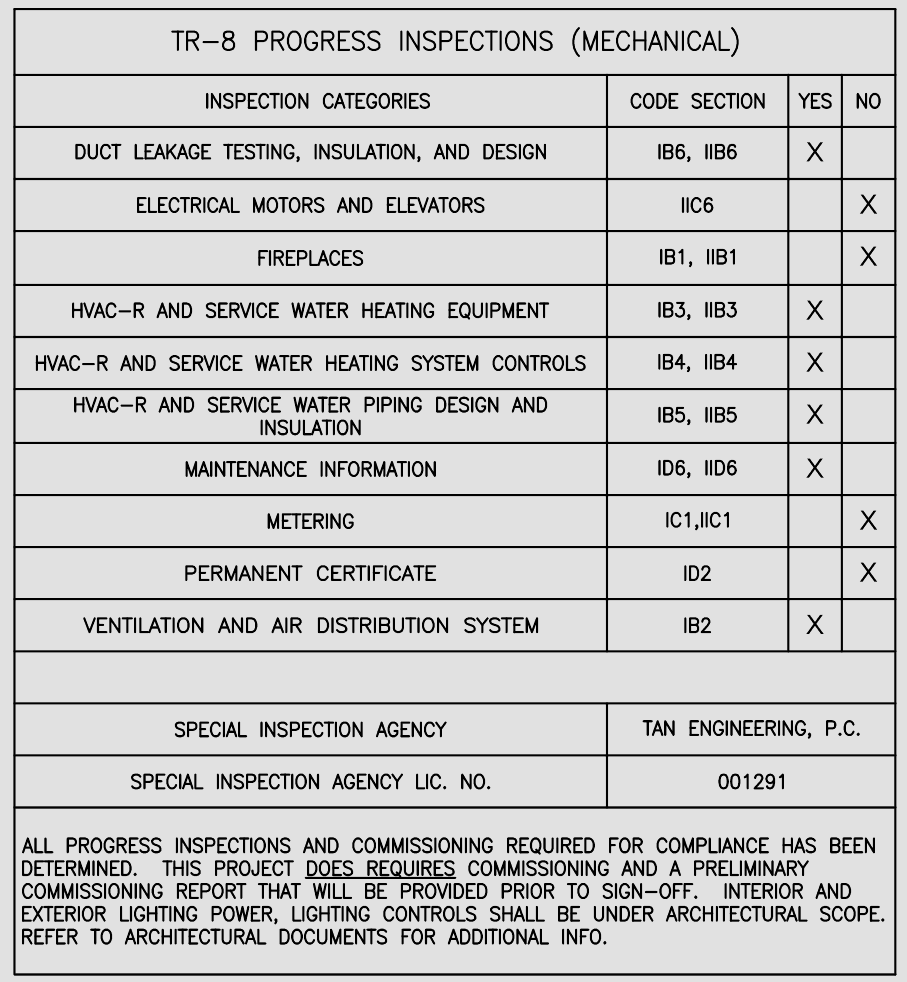 TR-8 PROGRESS INSPECTIONS (MECHANICAL)
INSPECTION CATEGORIES CODE SECTION YES NO
DUCT LEAKAGE TESTING, INSULATION, AND DESIGN IB6, IIB6 X
ELECTRICAL MOTORS AND ELEVATORS IIC6 X
FIREPLACES IB1, IIB1 X
HVAC-R AND SERVICE WATER HEATING EQUIPMENT IB3, IIB3 X
HVAC-R AND SERVICE WATER HEATING SYSTEM CONTROLS IB4, IIB4 X
HVAC-R AND SERVICE WATER PIPING DESIGN AND
INSULATION IB5, IIB5 X
MAINTENANCE INFORMATION ID6, IID6 X
METERING IC1,IIC1 X
PERMANENT CERTIFICATE ID2 X
VENTILATION AND AIR DISTRIBUTION SYSTEM IB2 X
SPECIAL INSPECTION AGENCY TAN ENGINEERING, P.C.
SPECIAL INSPECTION AGENCY LIC. NO. 001291
ALL PROGRESS INSPECTIONS AND COMMISSIONING REQUIRED FOR COMPLIANCE HAS BEEN
DETERMINED. THIS PROJECT DOES REQUIRES COMMISSIONING AND A PRELIMINARY
COMMISSIONING REPORT THAT WILL BE PROVIDED PRIOR TO SIGN-OFF. INTERIOR AND
EXTERIOR LIGHTING POWER, LIGHTING CONTROLS SHALL BE UNDER ARCHITECTURAL SCOPE.
REFER TO ARCHITECTURAL DOCUMENTS FOR ADDITIONAL INFO.